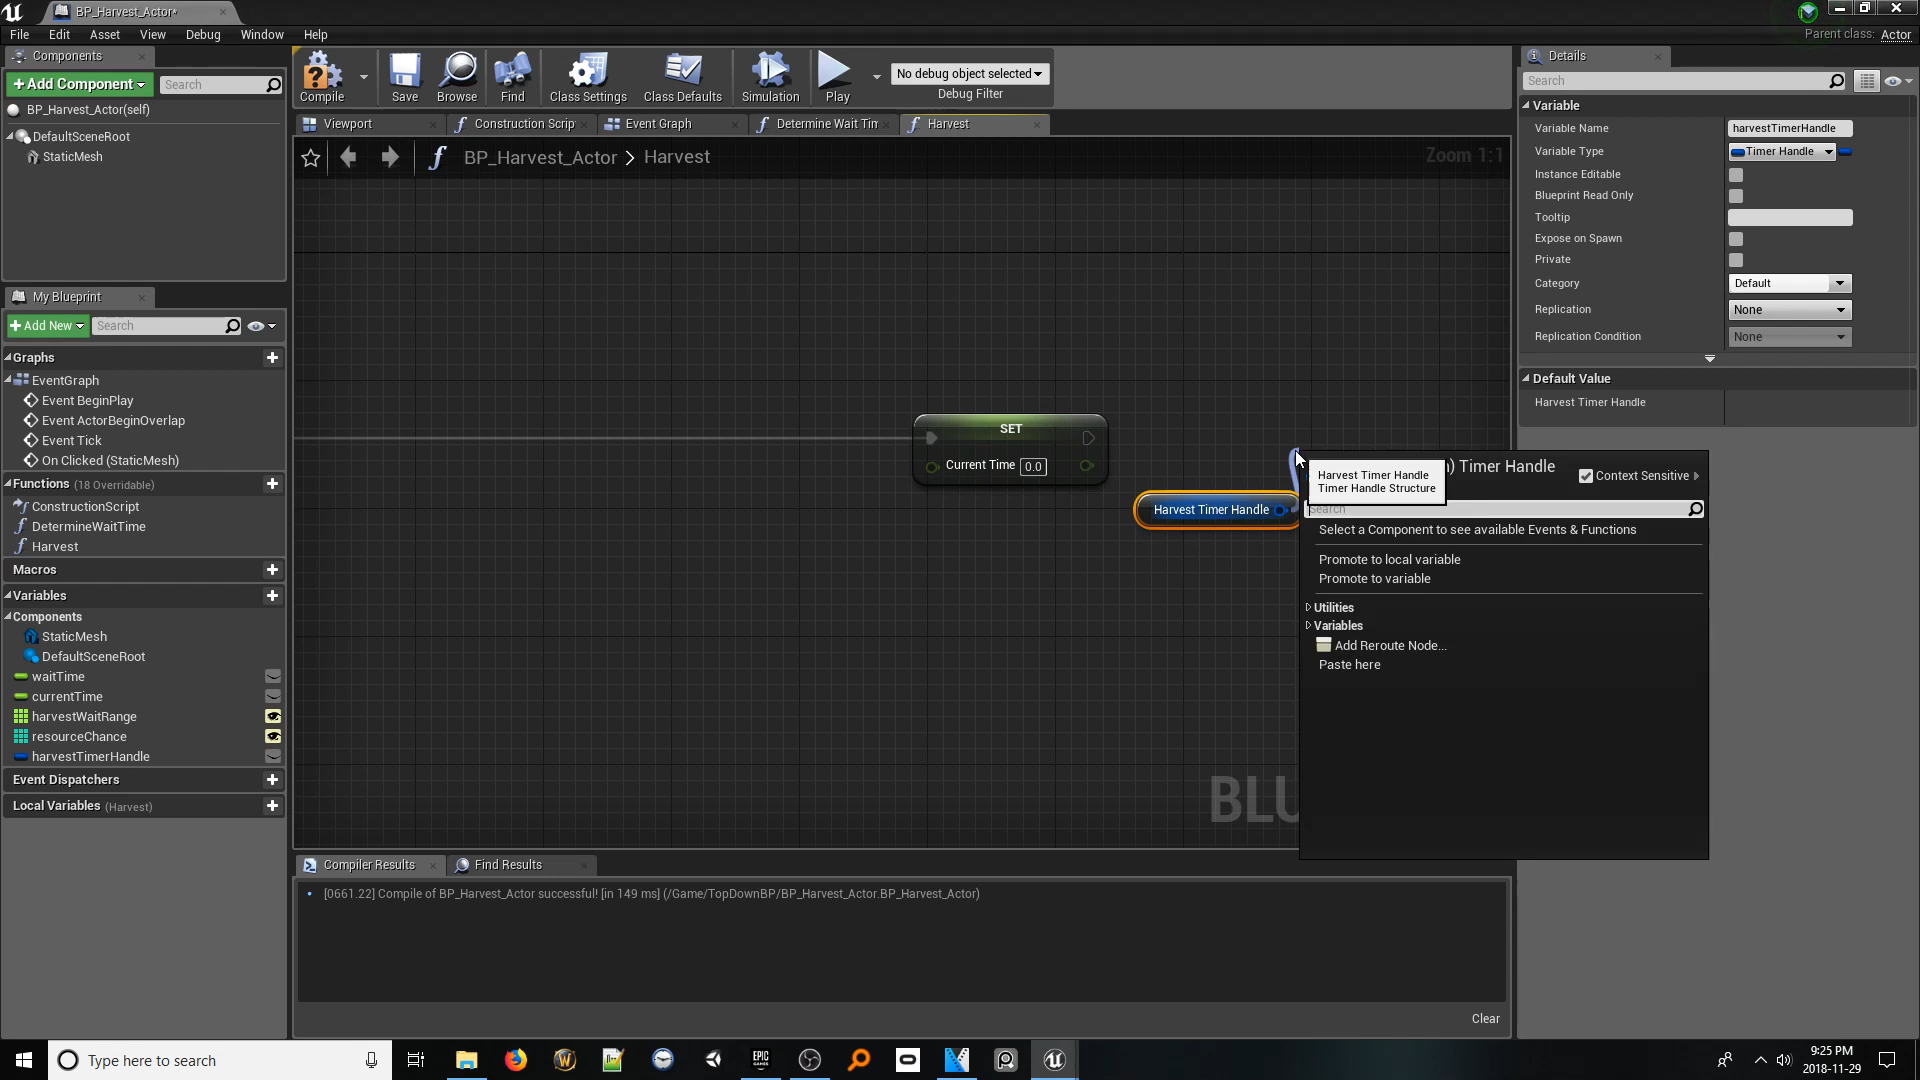 BP_Harvest_Actor*
File Edit Asset View Debug Window Help
Parent class: Actor
Components
+Add Component
Search
BP_Harvest_Actor(self)
DefaultSceneRoot
StaticMesh
My Blueprint
+Add New
Search
Graphs
EventGraph
Event BeginPlay
Event ActorBeginOverlap
Event Tick
On Clicked (StaticMesh)
Functions (18 Overridable)
ConstructionScript
DetermineWaitTime
Harvest
Macros
Variables
Components
StaticMesh
DefaultSceneRoot
waitTime
currentTime
harvestWaitRange
resourceChance
harvestTimerHandle
Event Dispatchers
Local Variables (Harvest)
Compile
Save
Browse
Find
Class Settings
Class Defaults
Simulation
Play
No debug object selected
Debug Filter
Viewport
Construction Scrip
Event Graph
Determine Wait Tim
Harvest
BP_Harvest_Actor > Harvest
Zoom 1:1
SET
Current Time 0.0
Harvest Timer Handle
Harvest Timer Handle
Timer Handle Structure
) Timer Handle
Context Sensitive
Search
Select a Component to see available Events & Functions
Promote to local variable
Promote to variable
Utilities
Variables
Add Reroute Node...
Paste here
BLU
Compiler Results
Find Results
[0661.22] Compile of BP_Harvest_Actor successful! [in 149 ms] (/Game/TopDownBP/BP_Harvest_Actor.BP_Harvest_Actor)
Clear
Details
Search
Variable
Variable Name harvestTimerHandle
Variable Type Timer Handle
Instance Editable
Blueprint Read Only
Tooltip
Expose on Spawn
Private
Category Default
Replication None
Replication Condition None
Default Value
Harvest Timer Handle
Type here to search
EPIC
GAMES
9:25 PM
2018-11-29